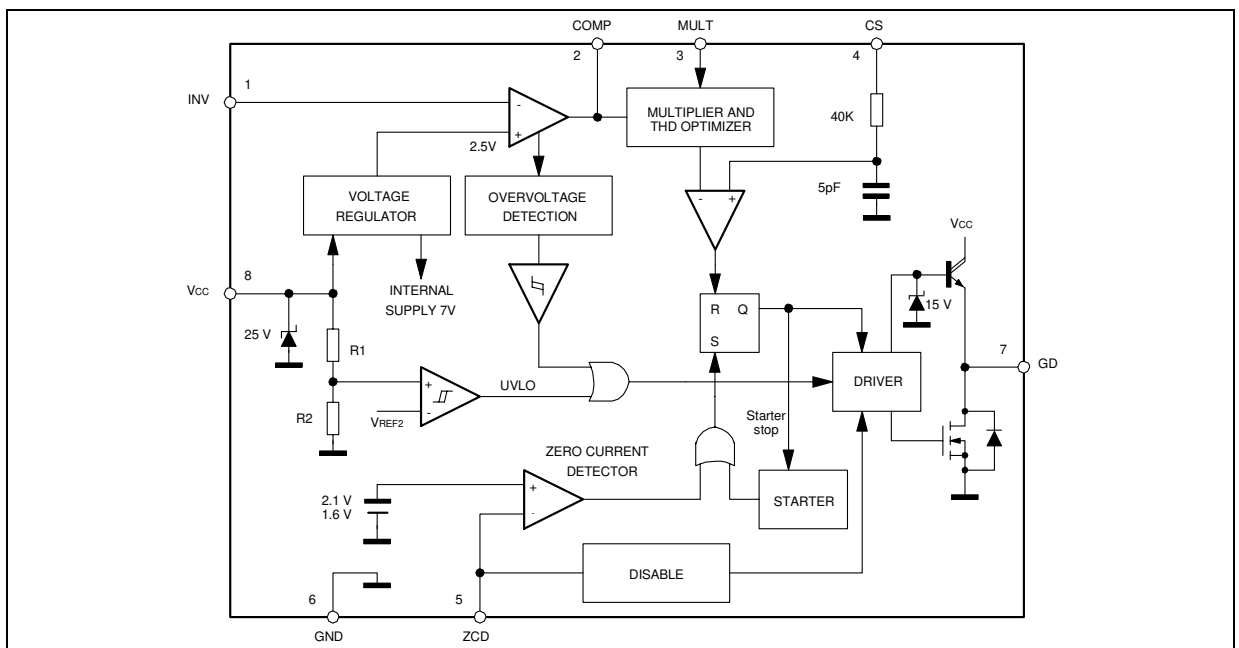 COMP
MULT
CS
2
3
4
1
INV
-
+
2.5V
MULTIPLIER AND
THD OPTIMIZER
40K
5pF
VOLTAGE
REGULATOR
OVERVOLTAGE
DETECTION
-
+
VCC
8
VCC
INTERNAL
SUPPLY 7V
25 V
R1
R Q
S
15 V
7
GD
DRIVER
UVLO
+
-
R2
VREF2
Starter
stop
ZERO CURRENT
DETECTOR
2.1 V
1.6 V
+
-
STARTER
DISABLE
6
5
GND
ZCD